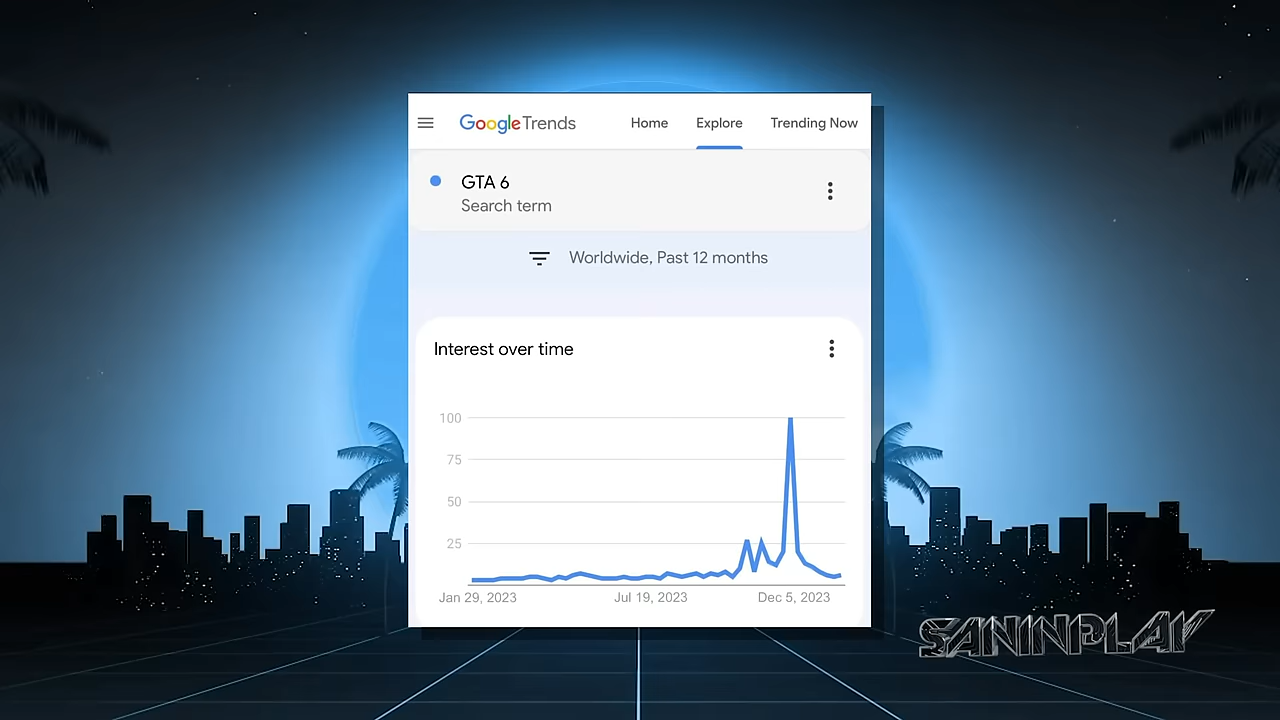 Google Trends Home Explore Trending Now
GTA 6
Search term
Worldwide, Past 12 months
Interest over time
100
75
50
25
Jan 29, 2023 Jul 19, 2023 Dec 5, 2023
SANINPLAY